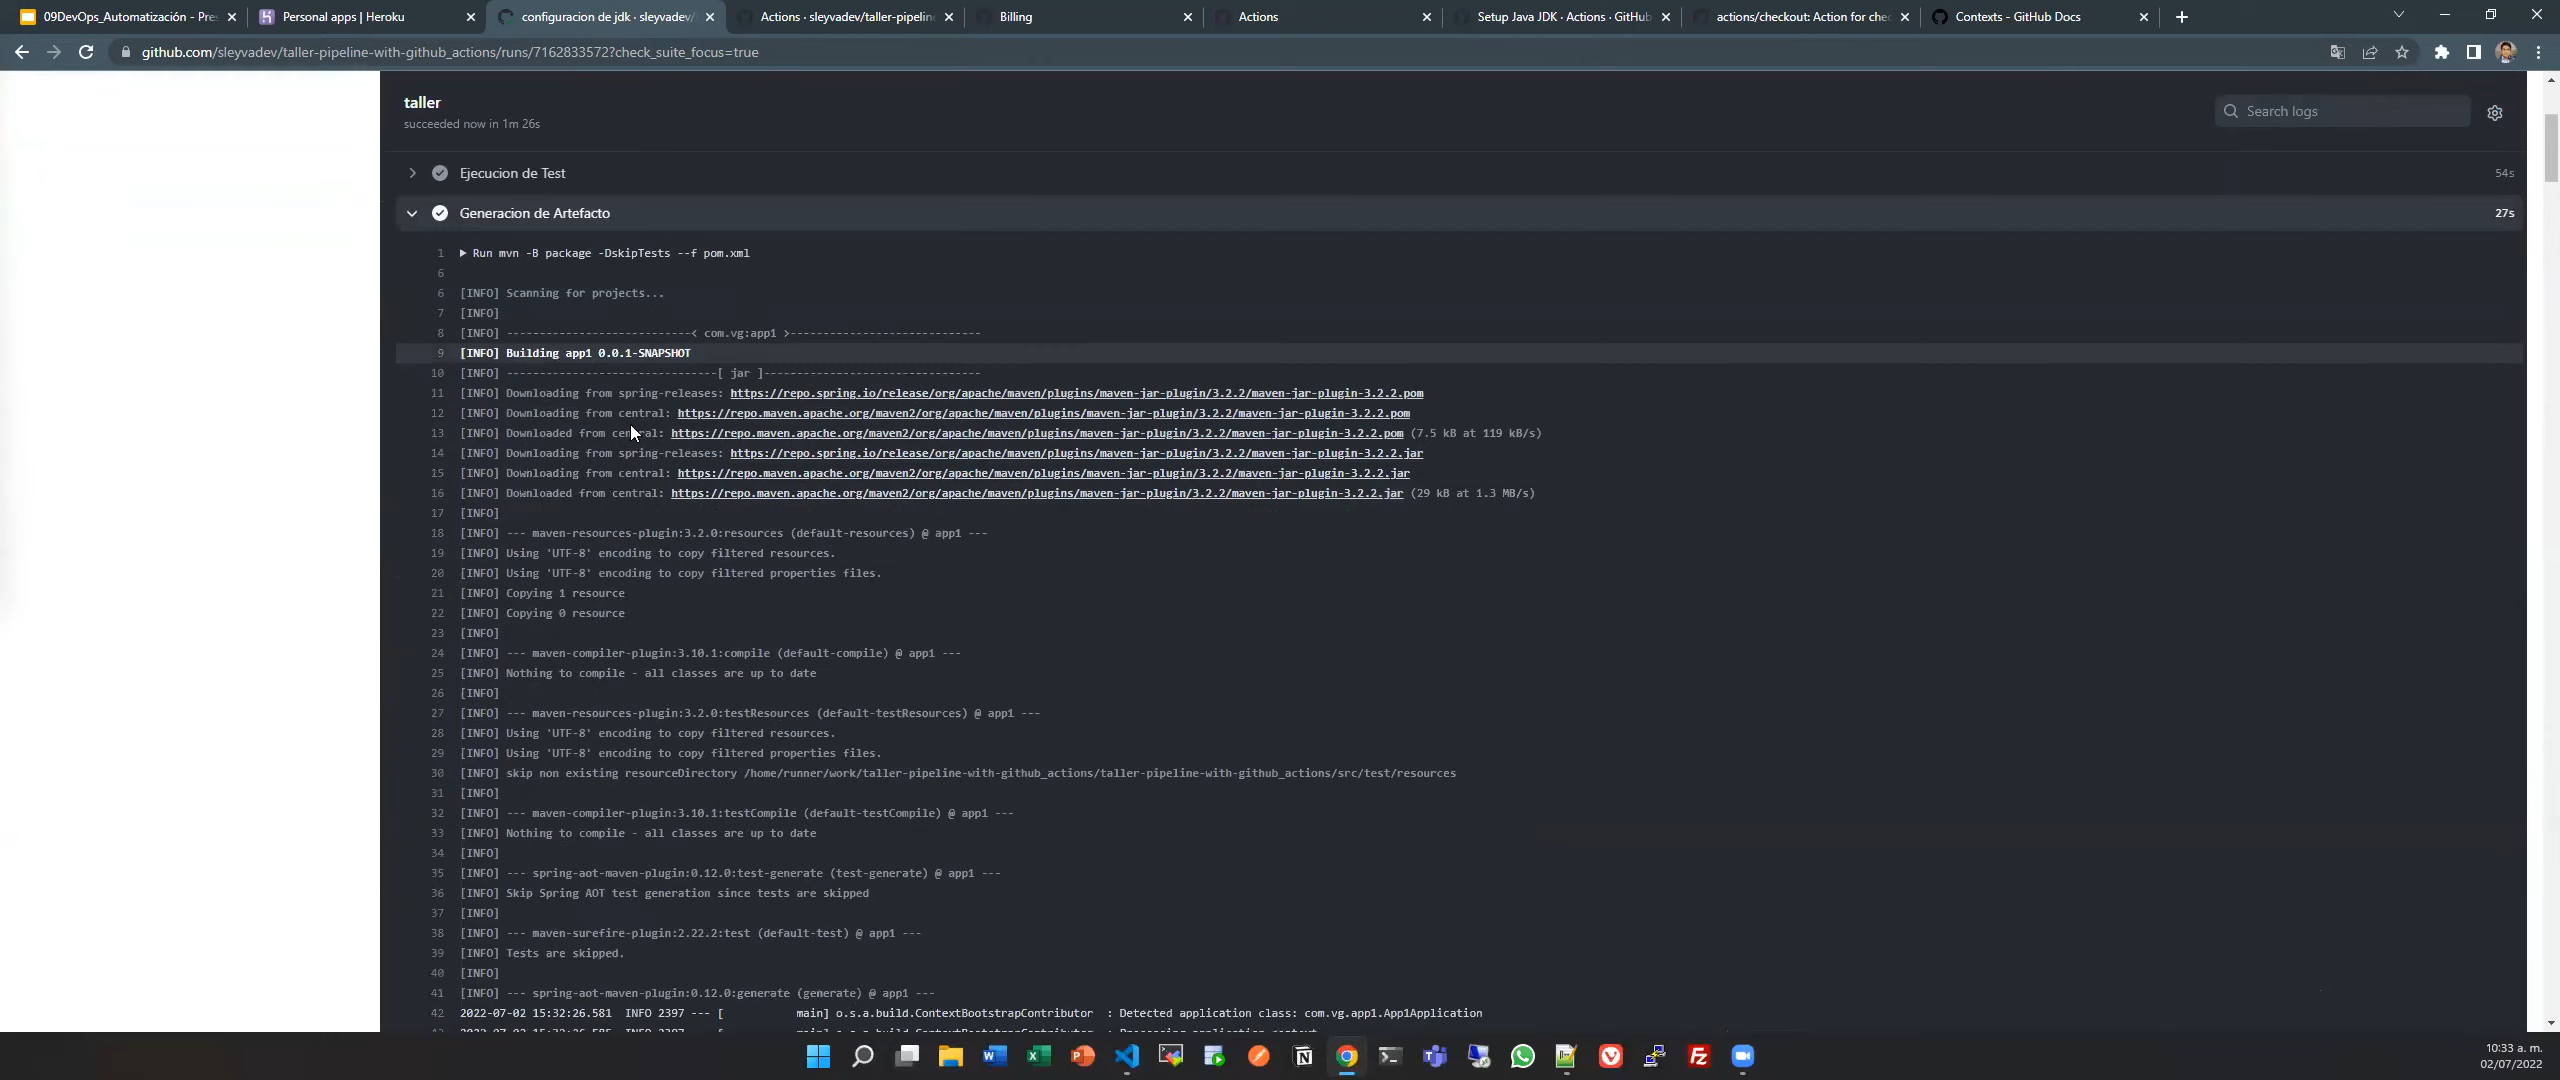 09DevOps_Automatización - Pres
Personal apps | Heroku
configuracion de jdk · sleyvadev/
Actions · sleyvadev/taller-pipelin
Billing
Actions
Setup Java JDK · Actions · GitHub
actions/checkout: Action for chec
Contexts - GitHub Docs
github.com/sleyvadev/taller-pipeline-with-github_actions/runs/7162833572?check_suite_focus=true
taller
succeeded now in 1m 26s
Search logs
Ejecucion de Test
54s
Generacion de Artefacto
27s
1 Run mvn -B package -DskipTests --f pom.xml
6
6 [INFO] Scanning for projects...
7 [INFO]
8 [INFO] ----------------------------< com.vg:app1 >-----------------------------
9 [INFO] Building app1 0.0.1-SNAPSHOT
10 [INFO] --------------------------------[ jar ]---------------------------------
11 [INFO] Downloading from spring-releases: https://repo.spring.io/release/org/apache/maven/plugins/maven-jar-plugin/3.2.2/maven-jar-plugin-3.2.2.pom
12 [INFO] Downloading from central: https://repo.maven.apache.org/maven2/org/apache/maven/plugins/maven-jar-plugin/3.2.2/maven-jar-plugin-3.2.2.pom
13 [INFO] Downloaded from central: https://repo.maven.apache.org/maven2/org/apache/maven/plugins/maven-jar-plugin/3.2.2/maven-jar-plugin-3.2.2.pom (7.5 kB at 119 kB/s)
14 [INFO] Downloading from spring-releases: https://repo.spring.io/release/org/apache/maven/plugins/maven-jar-plugin/3.2.2/maven-jar-plugin-3.2.2.jar
15 [INFO] Downloading from central: https://repo.maven.apache.org/maven2/org/apache/maven/plugins/maven-jar-plugin/3.2.2/maven-jar-plugin-3.2.2.jar
16 [INFO] Downloaded from central: https://repo.maven.apache.org/maven2/org/apache/maven/plugins/maven-jar-plugin/3.2.2/maven-jar-plugin-3.2.2.jar (29 kB at 1.3 MB/s)
17 [INFO]
18 [INFO] --- maven-resources-plugin:3.2.0:resources (default-resources) @ app1 ---
19 [INFO] Using 'UTF-8' encoding to copy filtered resources.
20 [INFO] Using 'UTF-8' encoding to copy filtered properties files.
21 [INFO] Copying 1 resource
22 [INFO] Copying 0 resource
23 [INFO]
24 [INFO] --- maven-compiler-plugin:3.10.1:compile (default-compile) @ app1 ---
25 [INFO] Nothing to compile - all classes are up to date
26 [INFO]
27 [INFO] --- maven-resources-plugin:3.2.0:testResources (default-testResources) @ app1 ---
28 [INFO] Using 'UTF-8' encoding to copy filtered resources.
29 [INFO] Using 'UTF-8' encoding to copy filtered properties files.
30 [INFO] skip non existing resourceDirectory /home/runner/work/taller-pipeline-with-github_actions/taller-pipeline-with-github_actions/src/test/resources
31 [INFO]
32 [INFO] --- maven-compiler-plugin:3.10.1:testCompile (default-testCompile) @ app1 ---
33 [INFO] Nothing to compile - all classes are up to date
34 [INFO]
35 [INFO] --- spring-aot-maven-plugin:0.12.0:test-generate (test-generate) @ app1 ---
36 [INFO] Skip Spring AOT test generation since tests are skipped
37 [INFO]
38 [INFO] --- maven-surefire-plugin:2.22.2:test (default-test) @ app1 ---
39 [INFO] Tests are skipped.
40 [INFO]
41 [INFO] --- spring-aot-maven-plugin:0.12.0:generate (generate) @ app1 ---
42 2022-07-02 15:32:26.581 INFO 2397 --- [ main] o.s.a.build.ContextBootstrapContributor : Detected application class: com.vg.app1.App1Application
10:33 a. m.
02/07/2022